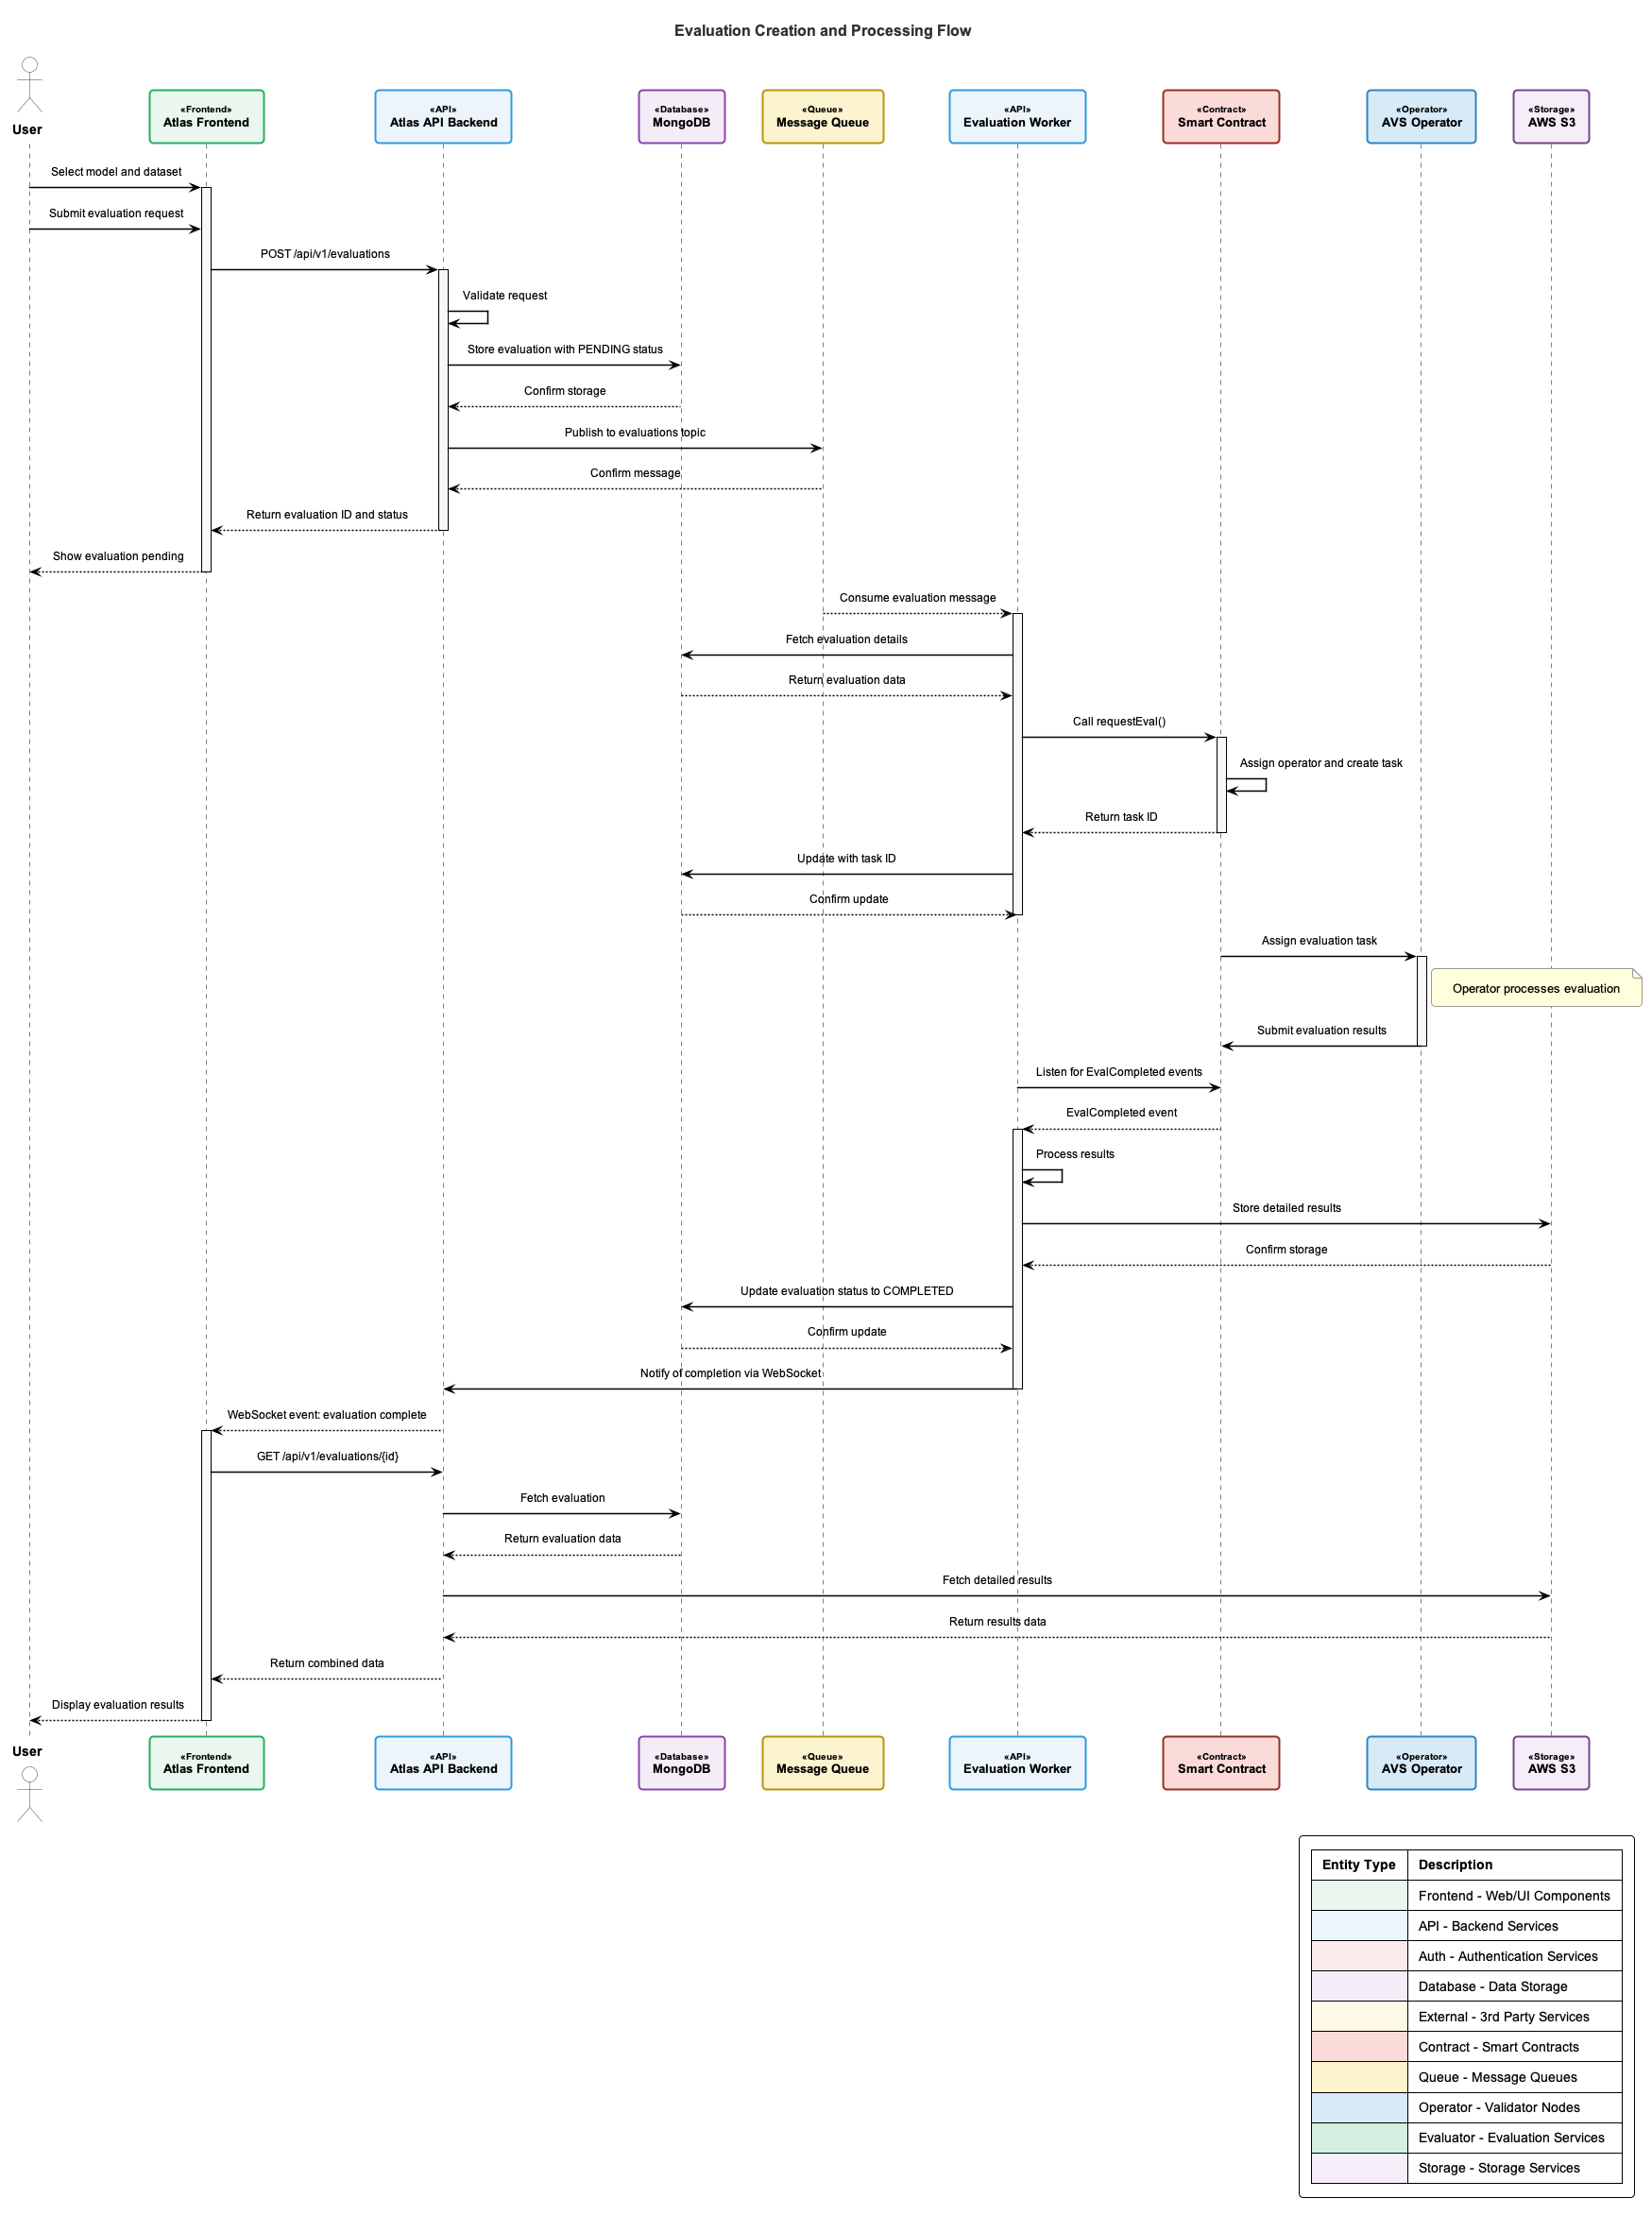 Evaluation Creation and Processing Flow
User
«Frontend»
Atlas Frontend
«API»
Atlas API Backend
«Database»
MongoDB
«Queue»
Message Queue
«API»
Evaluation Worker
«Contract»
Smart Contract
«Operator»
AVS Operator
«Storage»
AWS S3
Select model and dataset
Submit evaluation request
POST /api/v1/evaluations
Validate request
Store evaluation with PENDING status
Confirm storage
Publish to evaluations topic
Confirm message
Return evaluation ID and status
Show evaluation pending
Consume evaluation message
Fetch evaluation details
Return evaluation data
Call requestEval()
Assign operator and create task
Return task ID
Update with task ID
Confirm update
Assign evaluation task
Operator processes evaluation
Submit evaluation results
Listen for EvalCompleted events
EvalCompleted event
Process results
Store detailed results
Confirm storage
Update evaluation status to COMPLETED
Confirm update
Notify of completion via WebSocket
WebSocket event: evaluation complete
GET /api/v1/evaluations/{id}
Fetch evaluation
Return evaluation data
Fetch detailed results
Return results data
Return combined data
Display evaluation results
User
«Frontend»
Atlas Frontend
«API»
Atlas API Backend
«Database»
MongoDB
«Queue»
Message Queue
«API»
Evaluation Worker
«Contract»
Smart Contract
«Operator»
AVS Operator
«Storage»
AWS S3
Entity Type Description
Frontend - Web/UI Components
API - Backend Services
Auth - Authentication Services
Database - Data Storage
External - 3rd Party Services
Contract - Smart Contracts
Queue - Message Queues
Operator - Validator Nodes
Evaluator - Evaluation Services
Storage - Storage Services